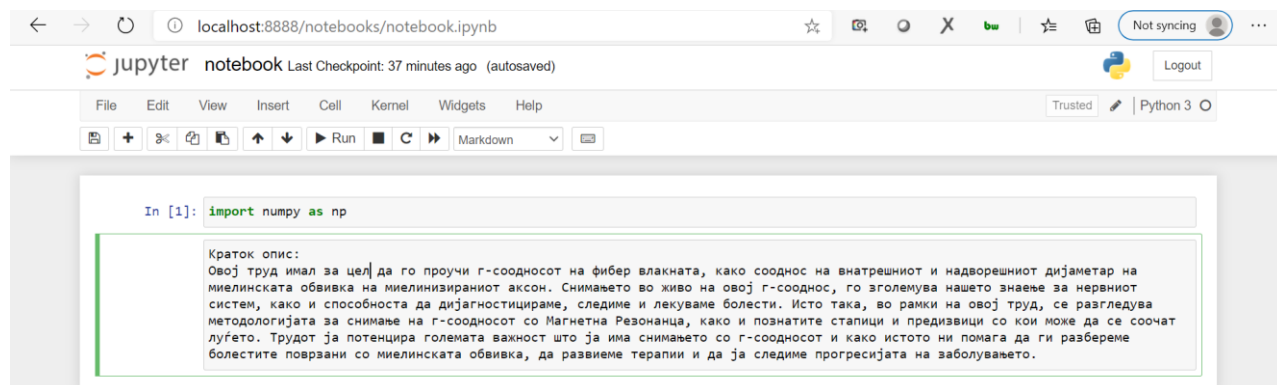 localhost:8888/notebooks/notebook.ipynb
bw
Not syncing
jupyter notebook Last Checkpoint: 37 minutes ago (autosaved)
Logout
File Edit View Insert Cell Kernel Widgets Help
Trusted
Python 3
Run
Markdown
In [1]: import numpy as np
Краток опис:
Овој труд имал за цел да го проучи г-соодносот на фибер влакната, како сооднос на внатрешниот и надворешниот дијаметар на
миелинската обвивка на миелинизираниот аксон. Снимањето во живо на овој г-сооднос, го зголемува нашето знаење за нервниот
систем, како и способноста да дијагностицираме, следиме и лекуваме болести. Исто така, во рамки на овој труд, се разгледува
методологијата за снимање на г-соодносот со Магнетна Резонанца, како и познатите стапици и предизвици со кои може да се соочат
луѓето. Трудот ја потенцира големата важност што ја има снимањето со г-соодносот и како истото ни помага да ги разбереме
болестите поврзани со миелинската обвивка, да развиеме терапии и да ја следиме прогресијата на заболувањето.